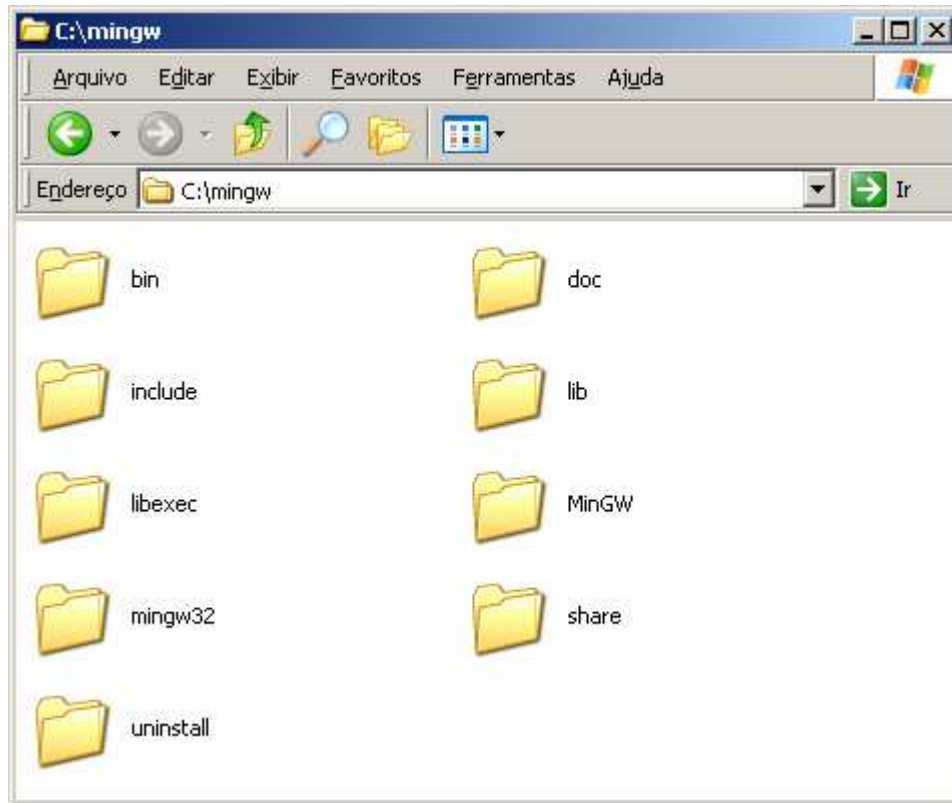 C:\mingw
Arquivo Editar Exibir Favoritos Ferramentas Ajuda
Endereço C:\mingw Ir
bin doc
include lib
libexec MinGW
mingw32 share
uninstall